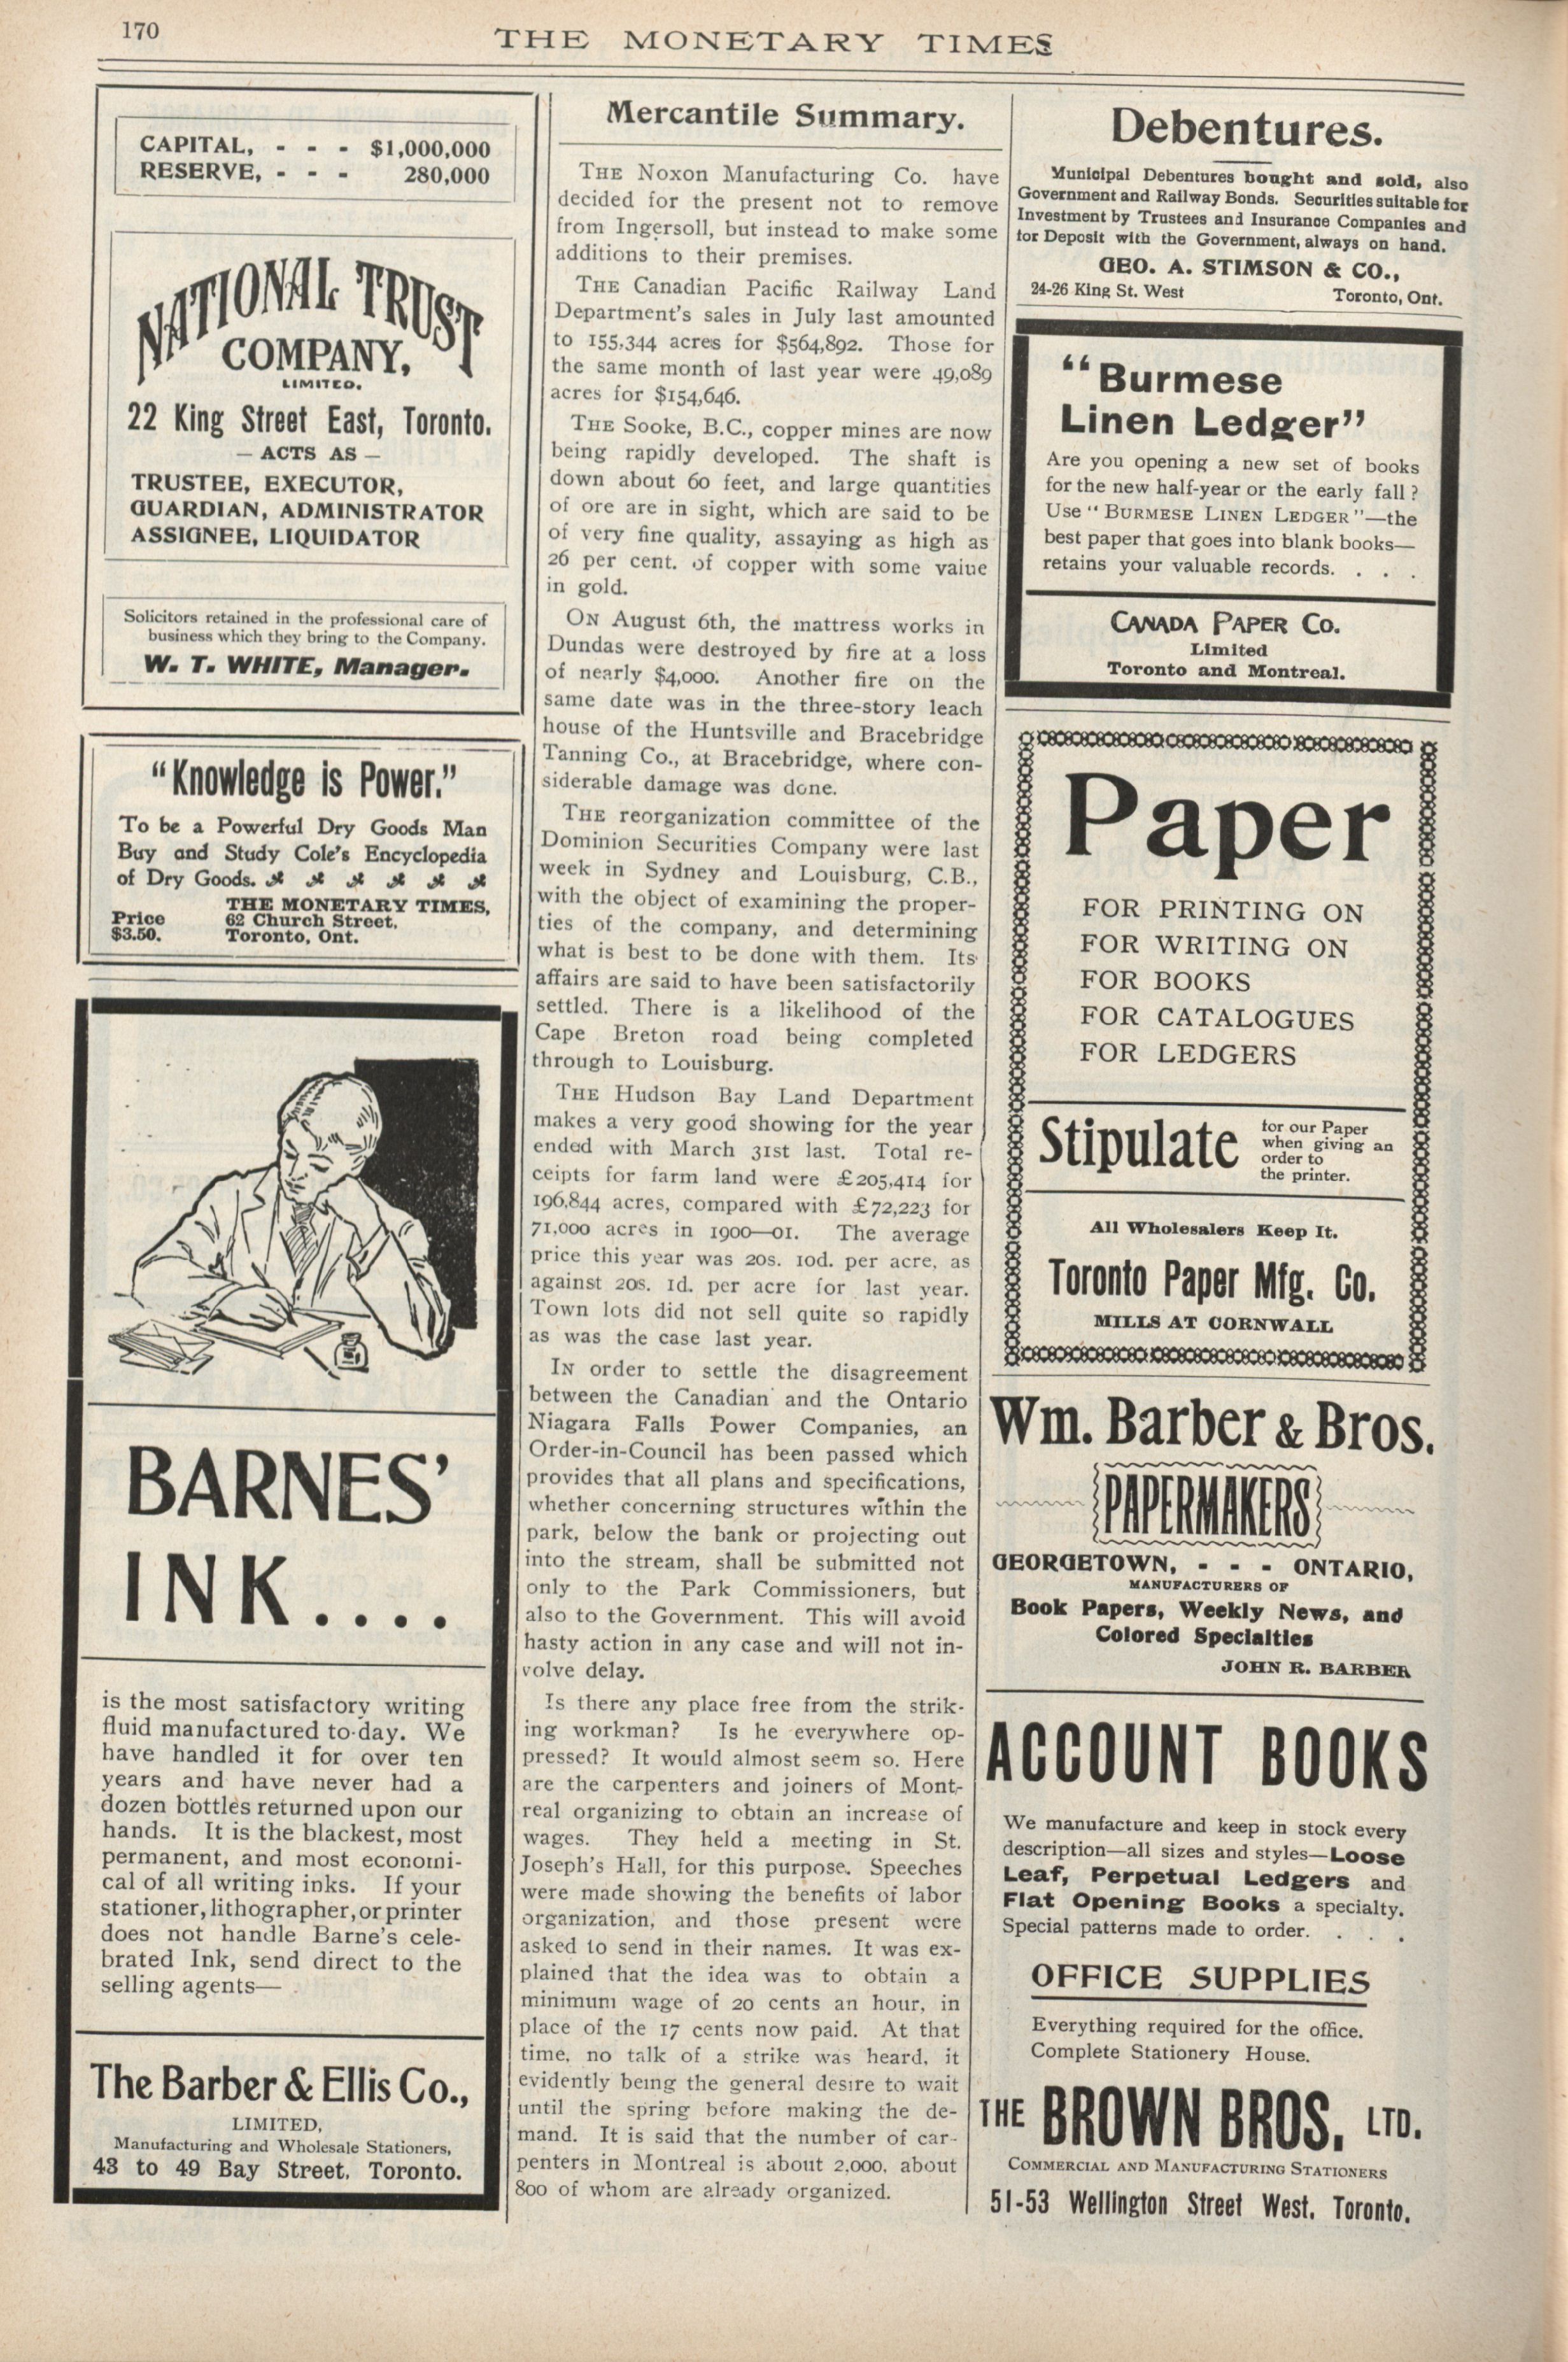 170
THE MONETARY TIMES
CAPITAL, - - - $1,000,000
RESERVE, - - - 280,000
NATIONAL TRUST
COMPANY,
LIMITED.
22 King Street East, Toronto.
— ACTS AS —
TRUSTEE, EXECUTOR,
GUARDIAN, ADMINISTRATOR
ASSIGNEE, LIQUIDATOR
Solicitors retained in the professional care of
business which they bring to the Company.
W. T. WHITE, Manager.
“Knowledge is Power.”
To be a Powerful Dry Goods Man
Buy and Study Cole's Encyclopedia
of Dry Goods.
THE MONETARY TIMES,
Price 62 Church Street,
$3.50. Toronto, Ont.
BARNES’
INK....
is the most satisfactory writing
fluid manufactured to-day. We
have handled it for over ten
years and have never had a
dozen bottles returned upon our
hands. It is the blackest, most
permanent, and most economi-
cal of all writing inks. If your
stationer, lithographer, or printer
does not handle Barne's cele-
brated Ink, send direct to the
selling agents—
The Barber & Ellis Co.,
LIMITED,
Manufacturing and Wholesale Stationers,
43 to 49 Bay Street, Toronto.
Mercantile Summary.
THE Noxon Manufacturing Co. have
decided for the present not to remove
from Ingersoll, but instead to make some
additions to their premises.
THE Canadian Pacific Railway Land
Department's sales in July last amounted
to 155,344 acres for $564,892. Those for
the same month of last year were 49,089
acres for $154,646.
THE Sooke, B.C., copper mines are now
being rapidly developed. The shaft is
down about 60 feet, and large quantities
of ore are in sight, which are said to be
of very fine quality, assaying as high as
26 per cent. of copper with some value
in gold.
ON August 6th, the mattress works in
Dundas were destroyed by fire at a loss
of nearly $4,000. Another fire on the
same date was in the three-story leach
house of the Huntsville and Bracebridge
Tanning Co., at Bracebridge, where con-
siderable damage was done.
THE reorganization committee of the
Dominion Securities Company were last
week in Sydney and Louisburg, C.B.,
with the object of examining the proper-
ties of the company, and determining
what is best to be done with them. Its
affairs are said to have been satisfactorily
settled. There is a likelihood of the
Cape Breton road being completed
through to Louisburg.
THE Hudson Bay Land Department
makes a very good showing for the year
ended with March 31st last. Total re-
ceipts for farm land were £205,414 for
196,844 acres, compared with £72,223 for
71,000 acres in 1900—01. The average
price this year was 20s. 10d. per acre, as
against 20s. 1d. per acre for last year.
Town lots did not sell quite so rapidly
as was the case last year.
IN order to settle the disagreement
between the Canadian and the Ontario
Niagara Falls Power Companies, an
Order-in-Council has been passed which
provides that all plans and specifications,
whether concerning structures within the
park, below the bank or projecting out
into the stream, shall be submitted not
only to the Park Commissioners, but
also to the Government. This will avoid
hasty action in any case and will not in-
volve delay.
Is there any place free from the strik-
ing workman? Is he everywhere op-
pressed? It would almost seem so. Here
are the carpenters and joiners of Mont-
real organizing to obtain an increase of
wages. They held a meeting in St.
Joseph's Hall, for this purpose. Speeches
were made showing the benefits of labor
organization, and those present were
asked to send in their names. It was ex-
plained that the idea was to obtain a
minimum wage of 20 cents an hour, in
place of the 17 cents now paid. At that
time, no talk of a strike was heard, it
evidently being the general desire to wait
until the spring before making the de-
mand. It is said that the number of car-
penters in Montreal is about 2,000, about
800 of whom are already organized.
Debentures.
Municipal Debentures bought and sold, also
Government and Railway Bonds. Securities suitable for
Investment by Trustees and Insurance Companies and
for Deposit with the Government, always on hand.
GEO. A. STIMSON & CO.,
24-26 King St. West Toronto, Ont.
“Burmese
Linen Ledger”
Are you opening a new set of books
for the new half-year or the early fall?
Use “BURMESE LINEN LEDGER”—the
best paper that goes into blank books—
retains your valuable records. . . .
CANADA PAPER CO.
Limited
Toronto and Montreal.
Paper
FOR PRINTING ON
FOR WRITING ON
FOR BOOKS
FOR CATALOGUES
FOR LEDGERS
Stipulate for our Paper
when giving an
order to
the printer.
All Wholesalers Keep It.
Toronto Paper Mfg. Co.
MILLS AT CORNWALL
Wm. Barber & Bros.
PAPERMAKERS
GEORGETOWN, - - - ONTARIO,
MANUFACTURERS OF
Book Papers, Weekly News, and
Colored Specialties
JOHN R. BARBER
ACCOUNT BOOKS
We manufacture and keep in stock every
description—all sizes and styles—Loose
Leaf, Perpetual Ledgers and
Flat Opening Books a specialty.
Special patterns made to order. . . .
OFFICE SUPPLIES
Everything required for the office.
Complete Stationery House.
THE BROWN BROS. LTD.
COMMERCIAL AND MANUFACTURING STATIONERS
51-53 Wellington Street West, Toronto.